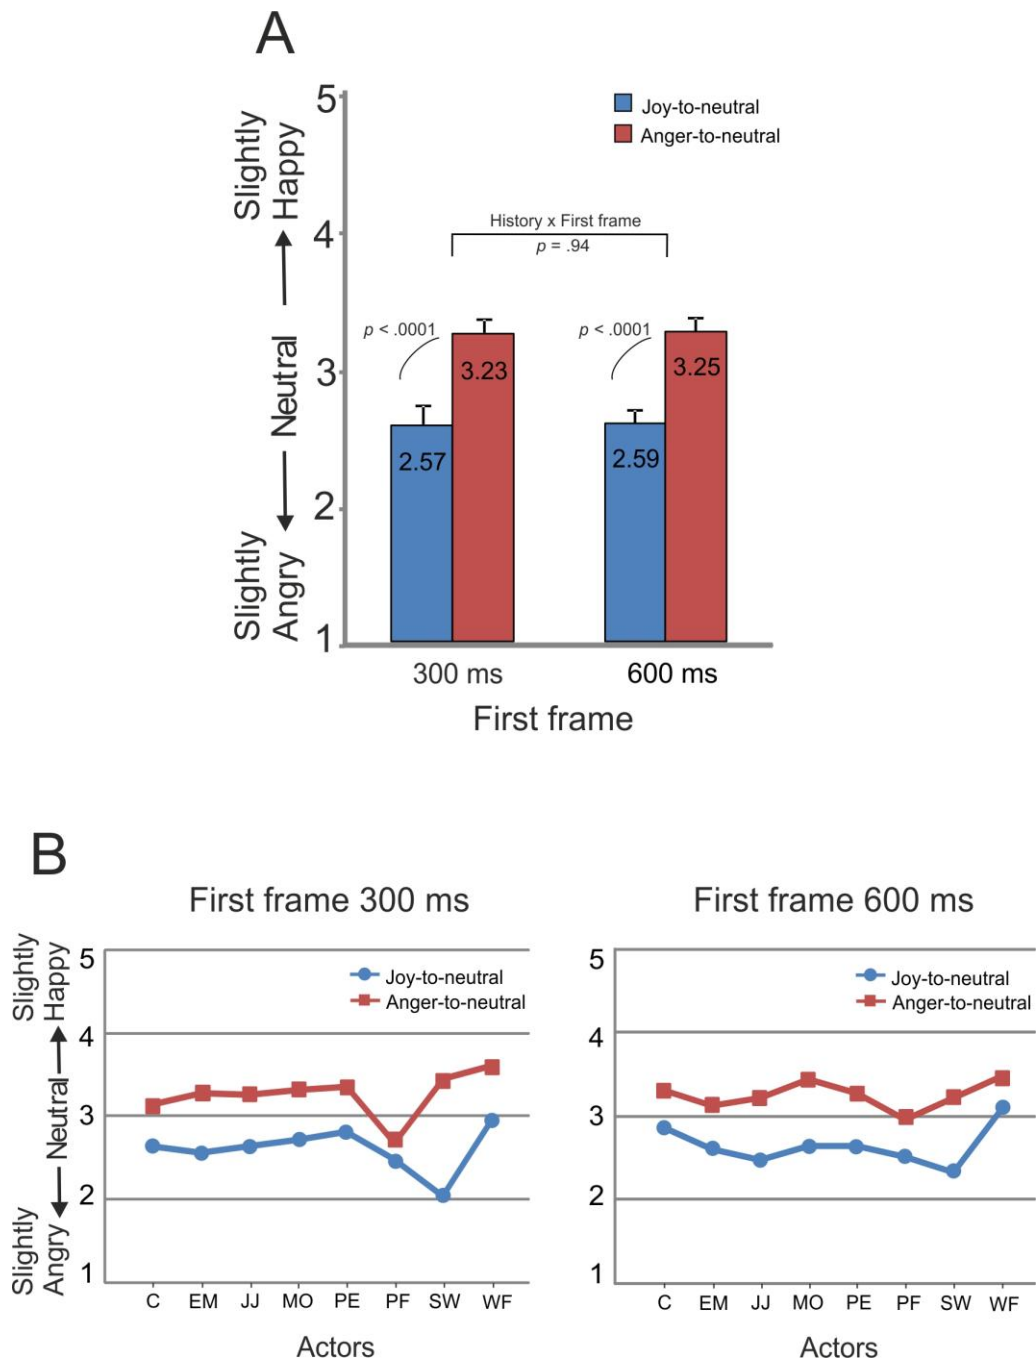 A
5
4
3
2
1
Slightly
Happy
Neutral
Slightly
Angry
Joy-to-neutral
Anger-to-neutral
History x First frame
p = .94
p < .0001
p < .0001
2.57
3.23
2.59
3.25
300 ms
600 ms
First frame
B
First frame 300 ms
Slightly
Happy
Neutral
Slightly
Angry
5
4
3
2
1
Joy-to-neutral
Anger-to-neutral
C EM JJ MO PE PF SW WF
Actors
First frame 600 ms
5
4
3
2
1
Joy-to-neutral
Anger-to-neutral
C EM JJ MO PE PF SW WF
Actors